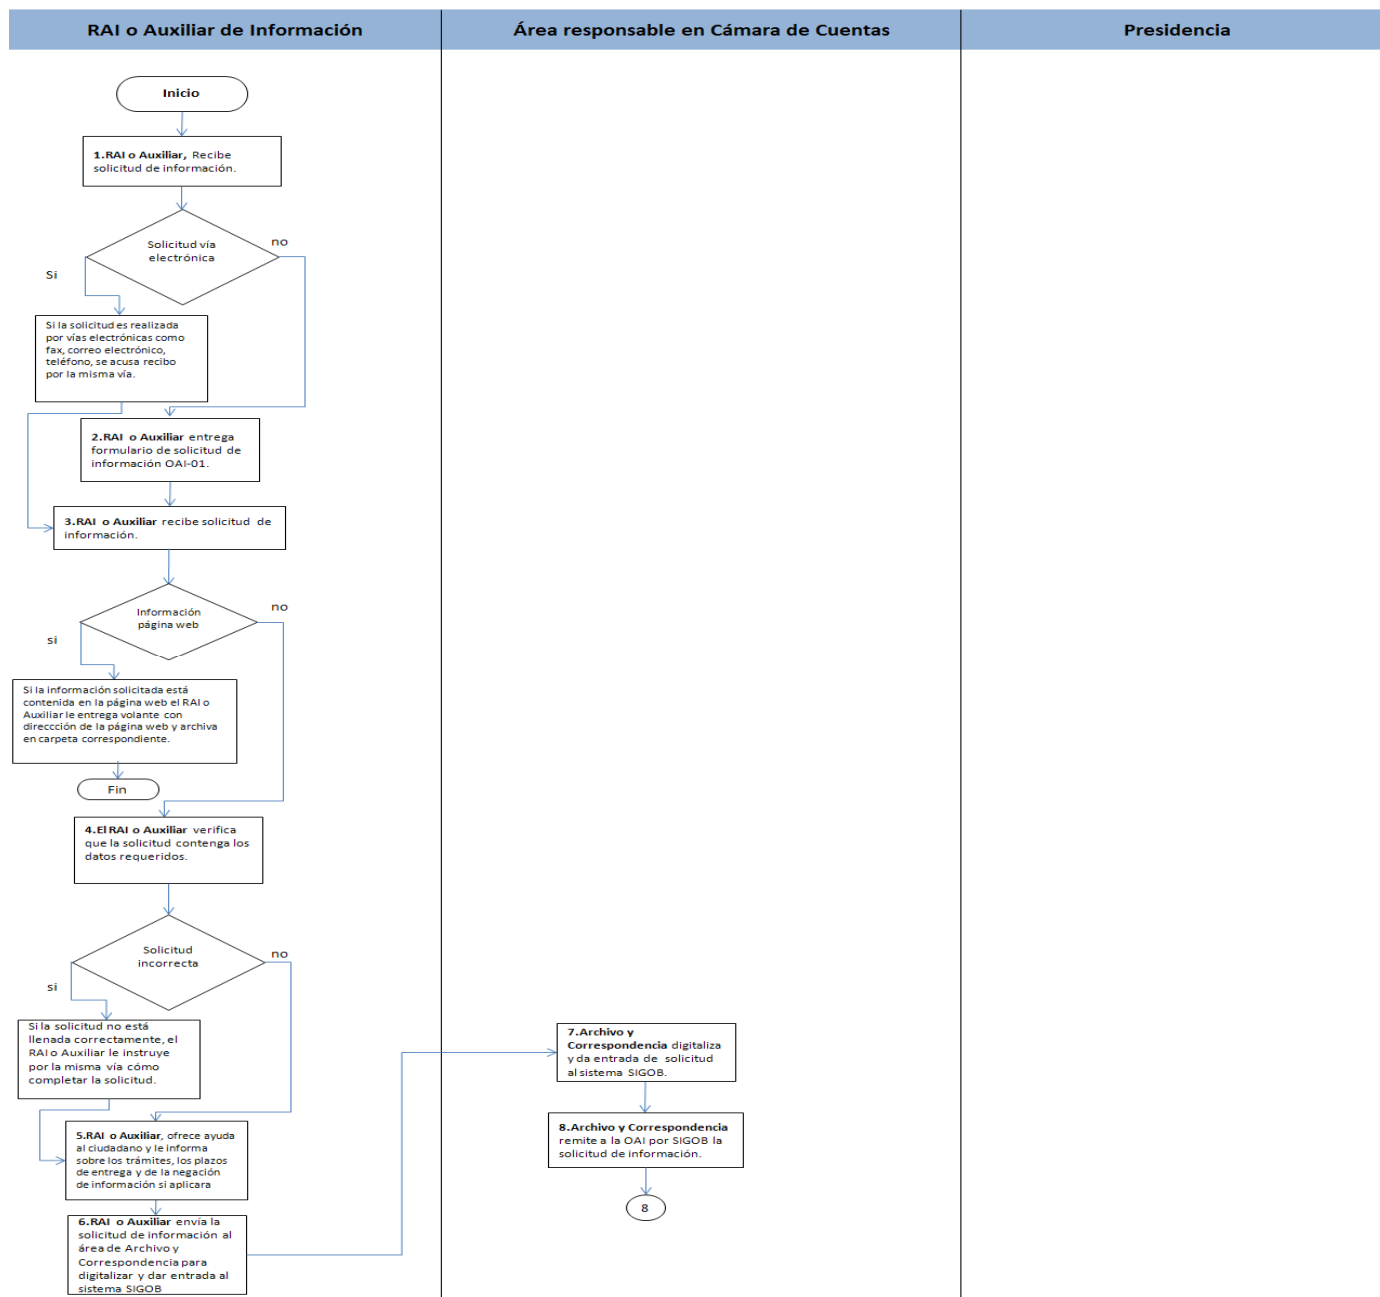 RAI o Auxiliar de Información
Área responsable en Cámara de Cuentas
Presidencia
Inicio
1.RAI o Auxiliar, Recibe
solicitud de información.
Solicitud vía
electrónica
no
Si
Si la solicitud es realizada
por vías electrónicas como
fax, correo electrónico,
teléfono, se acusa recibo
por la misma vía.
2.RAI o Auxiliar entrega
formulario de solicitud de
información OAI-01.
3.RAI o Auxiliar recibe solicitud de
información.
Información
página web
no
si
Si la información solicitada está
contenida en la página web el RAI o
Auxiliar le entrega volante con
direccción de la página web y archiva
en carpeta correspondiente.
Fin
4.El RAI o Auxiliar verifica
que la solicitud contenga los
datos requeridos.
Solicitud
incorrecta
no
si
Si la solicitud no está
llenada correctamente, el
RAI o Auxiliar le instruye
por la misma vía cómo
completar la solicitud.
5.RAI o Auxiliar, ofrece ayuda
al ciudadano y le informa
sobre los trámites, los plazos
de entrega y de la negación
de información si aplicara
6.RAI o Auxiliar envía la
solicitud de información al
área de Archivo y
Correspondencia para
digitalizar y dar entrada al
sistema SIGOB
7.Archivo y
Correspondencia digitaliza
y da entrada de solicitud
al sistema SIGOB.
8.Archivo y Correspondencia
remite a la OAI por SIGOB la
solicitud de información.
8